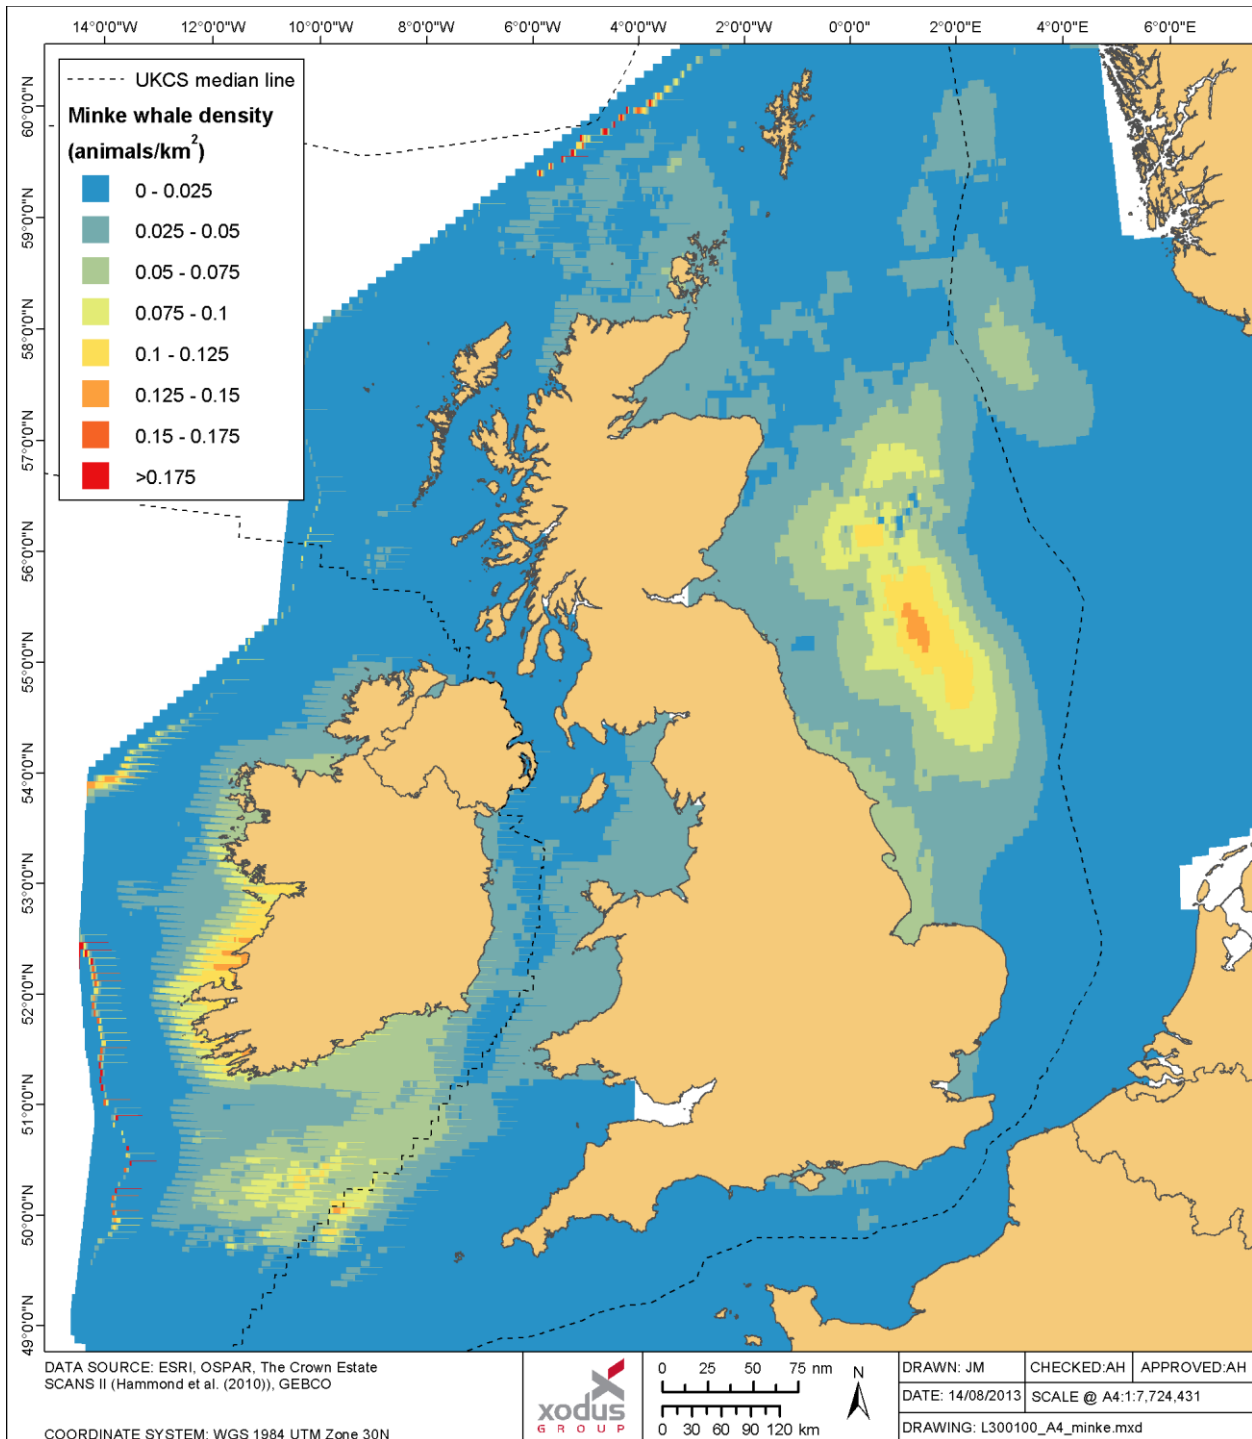 14°0'0"W 12°0'0"W 10°0'0"W 8°0'0"W 6°0'0"W 4°0'0"W 2°0'0"W 0°0'0" 2°0'0"E 4°0'0"E 6°0'0"E
UKCS median line
Minke whale density
(animals/km²)
0 - 0.025
0.025 - 0.05
0.05 - 0.075
0.075 - 0.1
0.1 - 0.125
0.125 - 0.15
0.15 - 0.175
>0.175
60°0'0"N
59°0'0"N
58°0'0"N
57°0'0"N
56°0'0"N
55°0'0"N
54°0'0"N
53°0'0"N
52°0'0"N
51°0'0"N
50°0'0"N
49°0'0"N
DATA SOURCE: ESRI, OSPAR, The Crown Estate
SCANS II (Hammond et al. (2010)), GEBCO
COORDINATE SYSTEM: WGS 1984 UTM Zone 30N
xodus
GROUP
0 25 50 75 nm
0 30 60 90 120 km
N
DRAWN: JM CHECKED:AH APPROVED:AH
DATE: 14/08/2013 SCALE @ A4:1:7,724,431
DRAWING: L300100_A4_minke.mxd